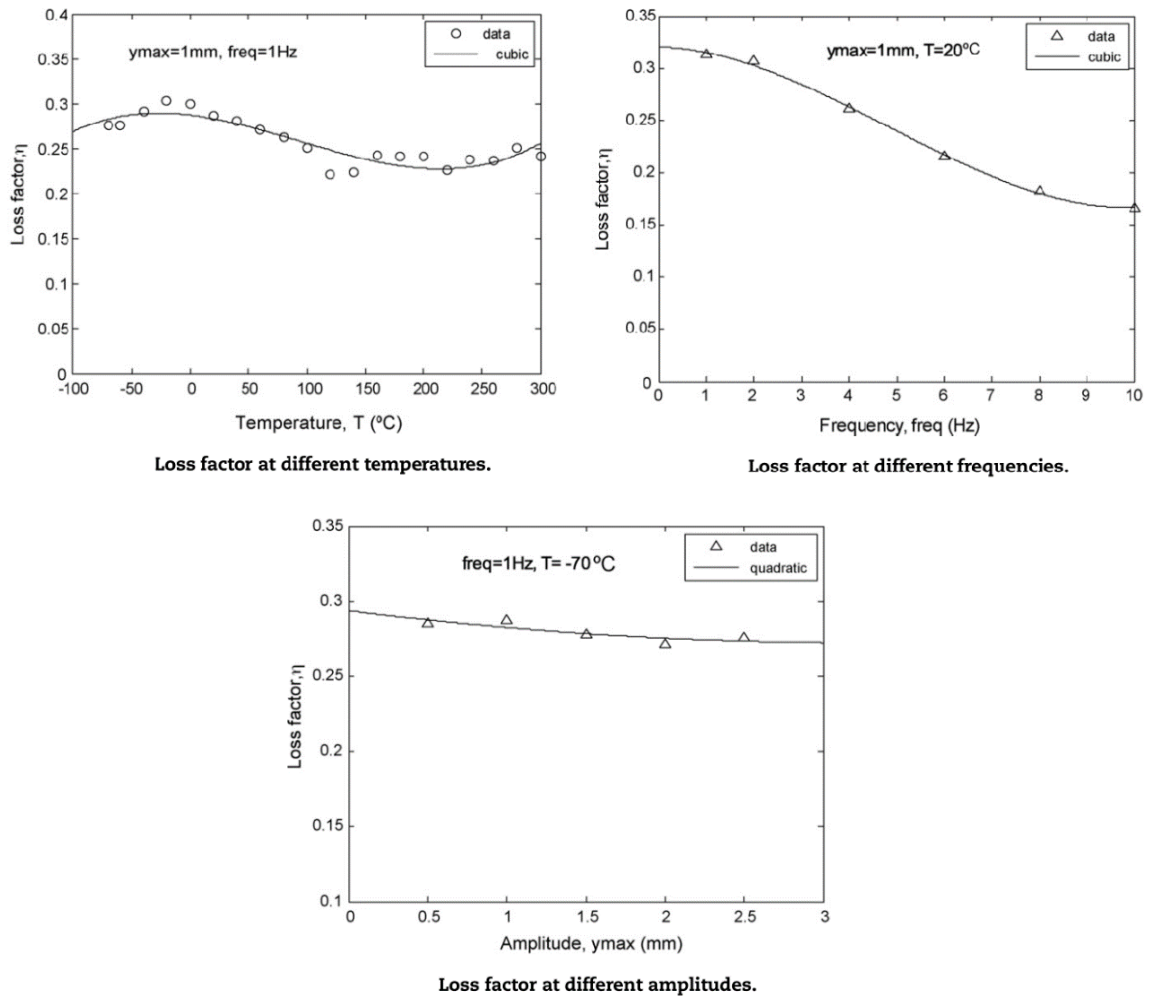 0.4
0.35
0.3
0.25
0.2
0.15
0.1
0.05
0
Loss factor,η
ymax=1mm, freq=1Hz
data
cubic
-100 -50 0 50 100 150 200 250 300
Temperature, T (ºC)
Loss factor at different temperatures.
0.35
0.3
0.25
0.2
0.15
0.1
0.05
0
Loss factor,η
ymax=1mm, T=20ºC
data
cubic
0 1 2 3 4 5 6 7 8 9 10
Frequency, freq (Hz)
Loss factor at different frequencies.
0.35
0.3
0.25
0.2
0.15
0.1
Loss factor,η
freq=1Hz, T= -70ºC
data
quadratic
0 0.5 1 1.5 2 2.5 3
Amplitude, ymax (mm)
Loss factor at different amplitudes.